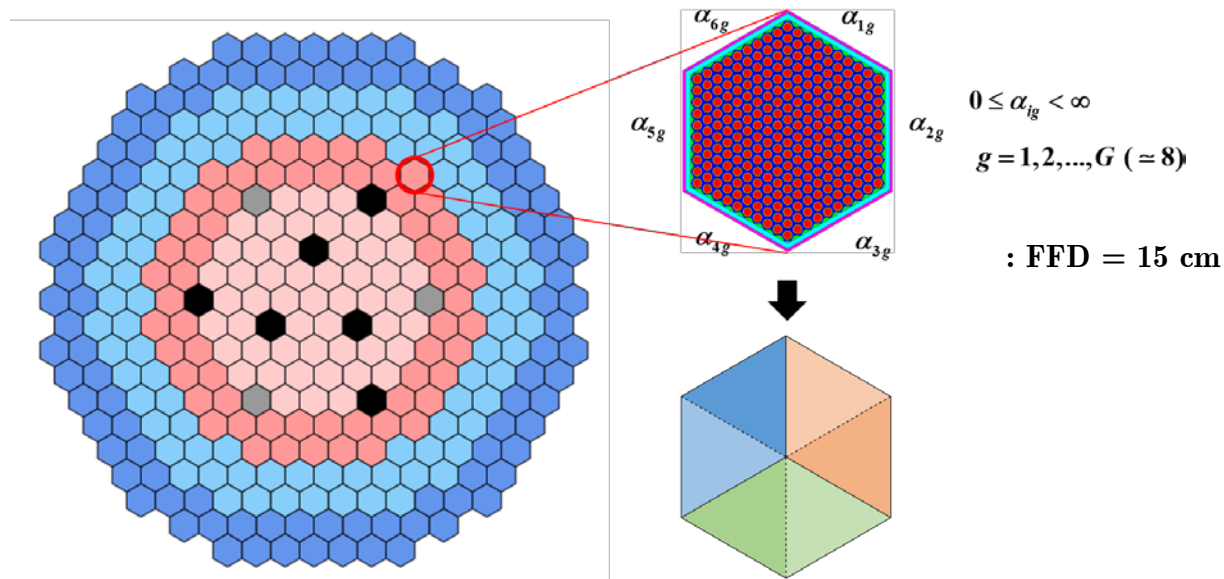 α6g α1g
α5g α2g
α4g α3g
0 ≤ αig < ∞
g = 1, 2, ..., G (≃ 8)
: FFD = 15 cm